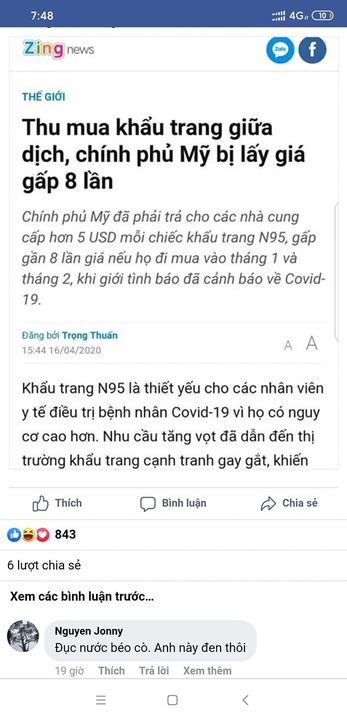 7:48
4G
10
Zing news
Zalo
f
THẾ GIỚI
Thu mua khẩu trang giữa
dịch, chính phủ Mỹ bị lấy giá
gấp 8 lần
Chính phủ Mỹ đã phải trả cho các nhà cung
cấp hơn 5 USD mỗi chiếc khẩu trang N95, gấp
gần 8 lần giá nếu họ đi mua vào tháng 1 và
tháng 2, khi giới tình báo đã cảnh báo về Covid-
19.
Đăng bởi Trọng Thuấn
15:44 16/04/2020
A A
Khẩu trang N95 là thiết yếu cho các nhân viên
y tế điều trị bệnh nhân Covid-19 vì họ có nguy
cơ cao hơn. Nhu cầu tăng vọt đã dẫn đến thị
trường khẩu trang cạnh tranh gay gắt, khiến
Thích Bình luận Chia sẻ
843
6 lượt chia sẻ
Xem các bình luận trước...
Nguyen Jonny
Đục nước béo cò. Anh này đen thôi
19 giờ Thích Trả lời Xem thêm